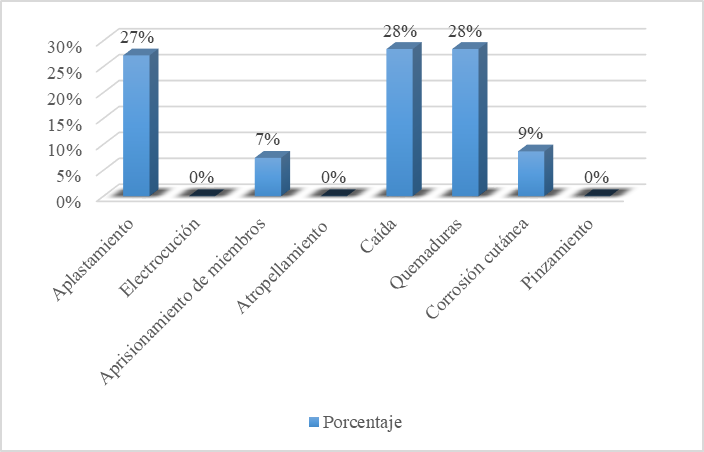 30%
25%
20%
15%
10%
5%
0%
27%
0%
7%
0%
28%
28%
9%
0%
Aplastamiento
Electrocución
Aprisionamiento de miembros
Atropellamiento
Caída
Quemaduras
Corrosión cutánea
Pinzamiento
Porcentaje